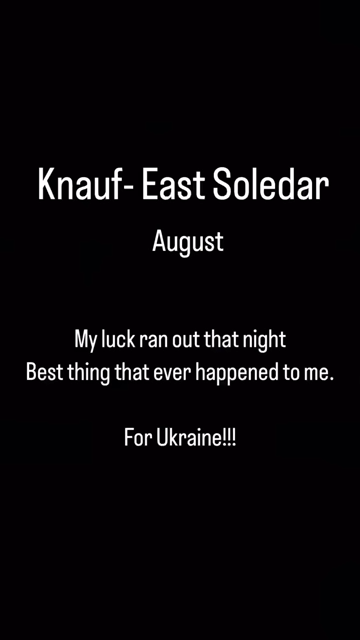 Knauf- East Soledar
August
My luck ran out that night
Best thing that ever happened to me.
For Ukraine!!!